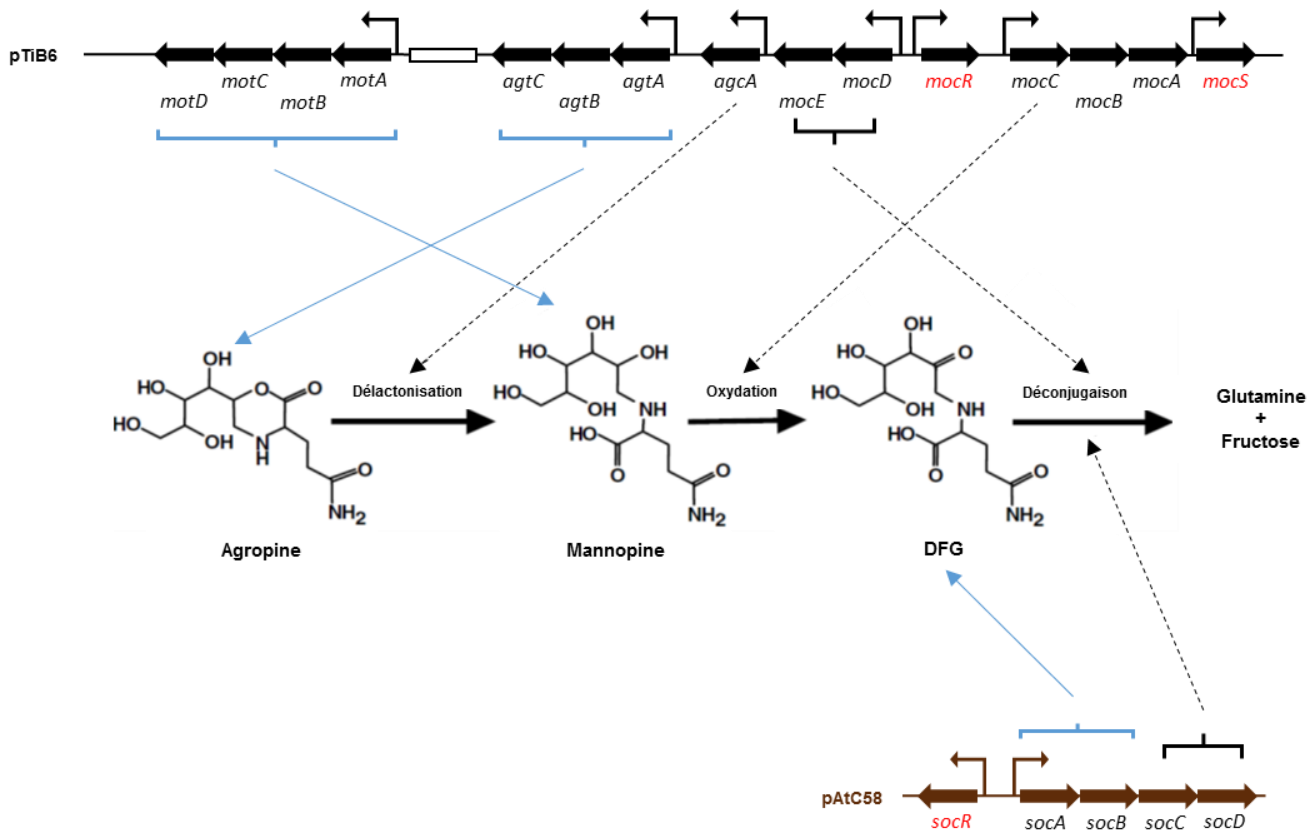 pTiB6
motD
motC
motB
motA
agtC
agtB
agtA
agcA
mocE
mocD
mocR
mocC
mocB
mocA
mocS
OH
HO
OH
HO
OH
O
O
N
H
O
NH2
Agropine
Délactonisation
OH
HO
OH
HO
OH
NH
HO
O
O
NH2
Mannopine
Oxydation
OH
HO
O
HO
OH
NH
HO
O
O
NH2
DFG
Déconjugaison
Glutamine
+
Fructose
pAtC58
socR
socA
socB
socC
socD